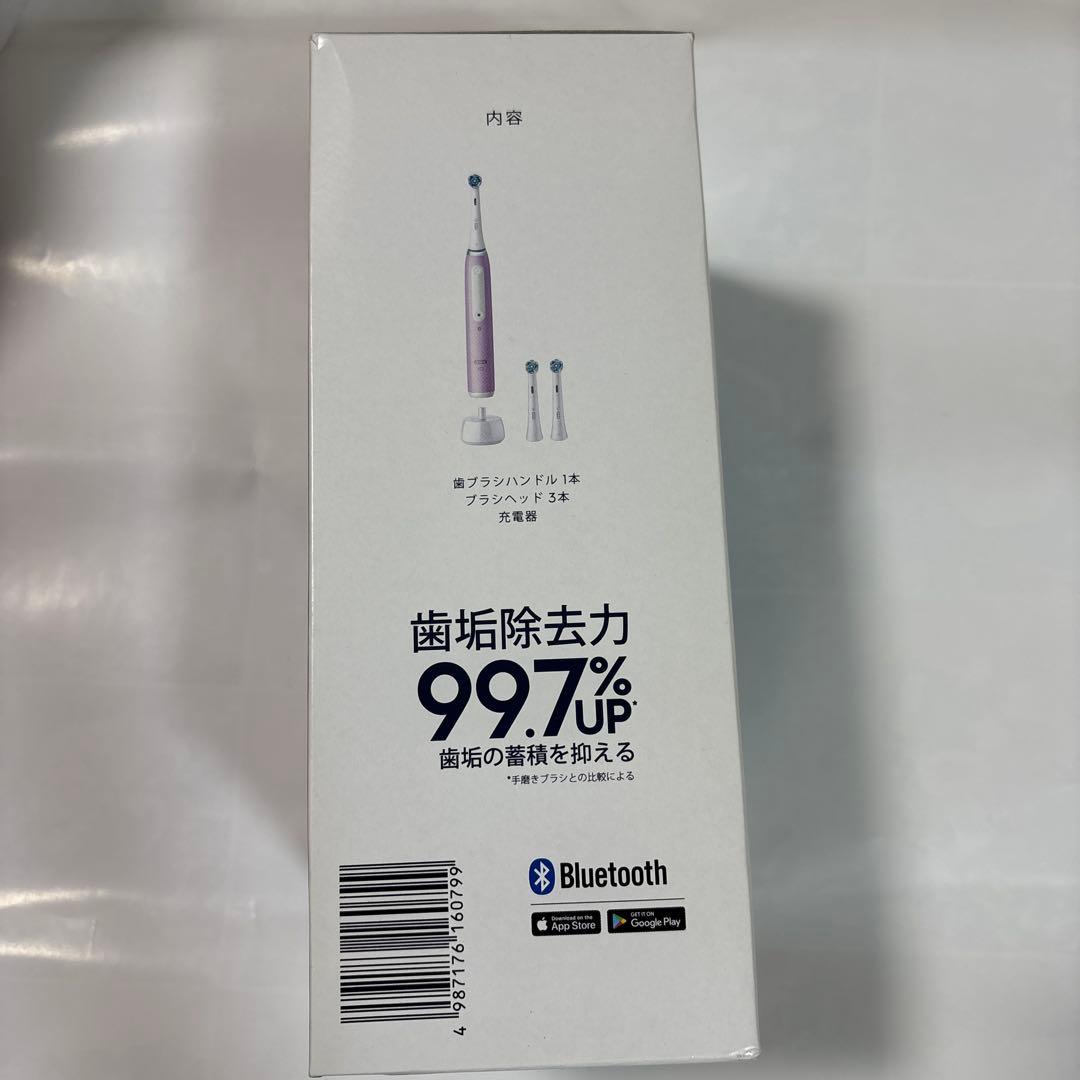 内容
歯ブラシハンドル 1本
ブラシヘッド 3本
充電器
歯垢除去力
99.7%UP*
歯垢の蓄積を抑える
*手磨きブラシとの比較による
Bluetooth
Download on the
App Store
GET IT ON
Google Play
4 987176 160799